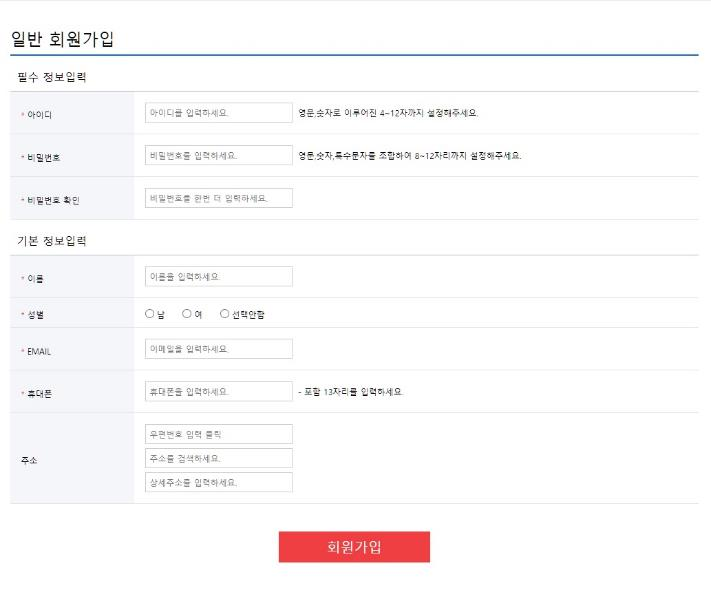 일반 회원가입
필수 정보입력
* 아이디 아이디를 입력하세요. 영문,숫자로 이루어진 4~12자까지 설정해주세요.
* 비밀번호 비밀번호를 입력하세요. 영문,숫자,특수문자를 조합하여 8~12자리까지 설정해주세요.
* 비밀번호 확인 비밀번호를 한번 더 입력하세요.
기본 정보입력
* 이름 이름을 입력하세요.
* 성별 남 여 선택안함
* EMAIL 이메일을 입력하세요.
* 휴대폰 휴대폰을 입력하세요. - 포함 13자리를 입력하세요.
우편번호 입력 클릭
주소 주소를 검색하세요.
상세주소를 입력하세요.
회원가입